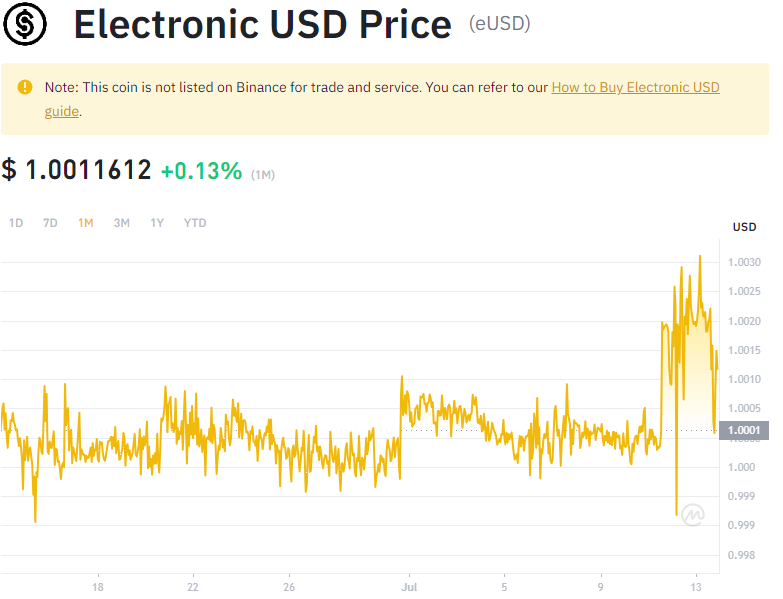 Electronic USD Price (eUSD)
Note: This coin is not listed on Binance for trade and service. You can refer to our How to Buy Electronic USD
guide.
$ 1.0011612 +0.13% (1M)
1D 7D 1M 3M 1Y YTD
USD
1.0030
1.0025
1.0020
1.0015
1.0010
1.0005
1.0001
1.000
0.999
0.999
0.998
18 22 26 Jul 5 9 13